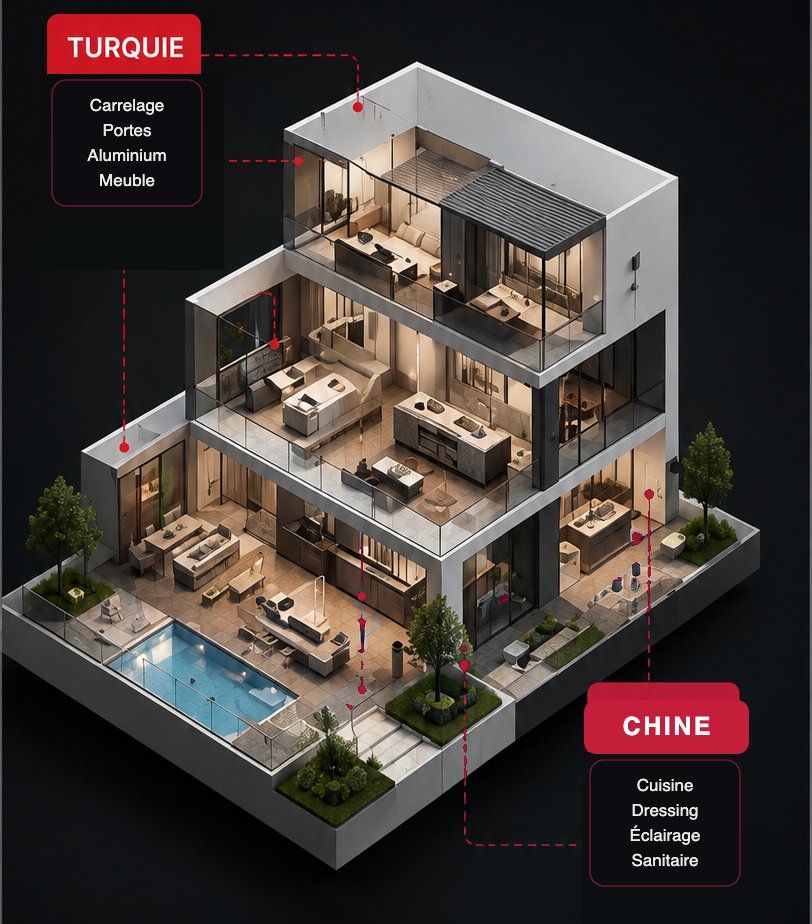 TURQUIE
Carrelage
Portes
Aluminium
Meuble
CHINE
Cuisine
Dressing
Éclairage
Sanitaire